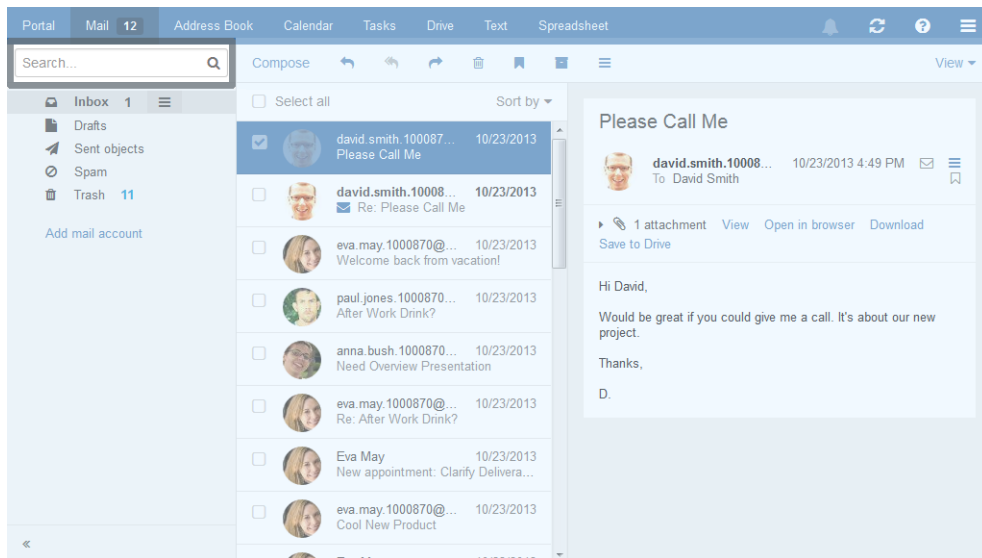 Portal Mail 12 Address Book Calendar Tasks Drive Text Spreadsheet
Search...
Compose
View
Inbox 1
Drafts
Sent objects
Spam
Trash 11
Add mail account
Select all Sort by
david.smith.100087... 10/23/2013
Please Call Me
david.smith.10008... 10/23/2013
Re: Please Call Me
eva.may.1000870@... 10/23/2013
Welcome back from vacation!
paul.jones.1000870... 10/23/2013
After Work Drink?
anna.bush.1000870... 10/23/2013
Need Overview Presentation
eva.may.1000870@... 10/23/2013
Re: After Work Drink?
Eva May 10/23/2013
New appointment: Clarify Delivera...
eva.may.1000870@... 10/23/2013
Cool New Product
Please Call Me
david.smith.10008... 10/23/2013 4:49 PM
To David Smith
1 attachment View Open in browser Download
Save to Drive
Hi David,
Would be great if you could give me a call. It's about our new
project.
Thanks,
D.